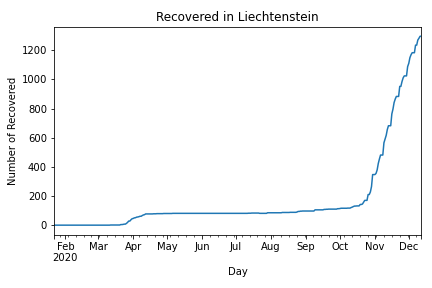 Recovered in Liechtenstein
Number of Recovered
1200
1000
800
600
400
200
0
Feb Mar Apr May Jun Jul Aug Sep Oct Nov Dec
2020
Day